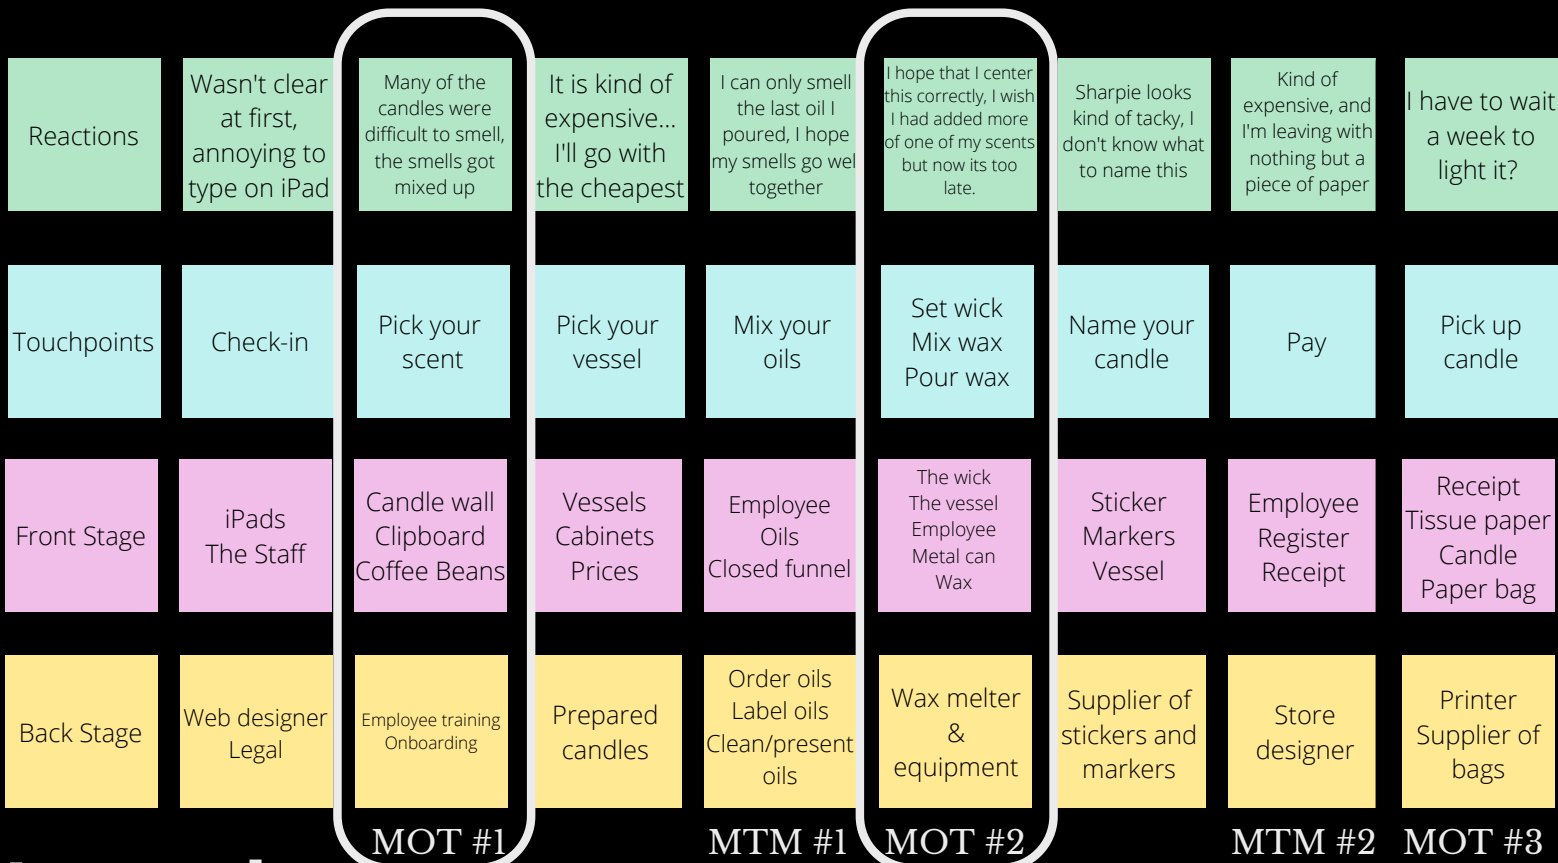 Reactions
Wasn't clear
at first,
annoying to
type on iPad
Many of the
candles were
difficult to smell,
the smells got
mixed up
It is kind of
expensive...
I'll go with
the cheapest
I can only smell
the last oil I
poured, I hope
my smells go wel
together
I hope that I center
this correctly, I wish
I had added more
of one of my scents
but now its too
late.
Sharpie looks
kind of tacky, I
don't know what
to name this
Kind of
expensive, and
I'm leaving with
nothing but a
piece of paper
I have to wait
a week to
light it?
Touchpoints
Check-in
Pick your
scent
Pick your
vessel
Mix your
oils
Set wick
Mix wax
Pour wax
Name your
candle
Pay
Pick up
candle
Front Stage
iPads
The Staff
Candle wall
Clipboard
Coffee Beans
Vessels
Cabinets
Prices
Employee
Oils
Closed funnel
The wick
The vessel
Employee
Metal can
Wax
Sticker
Markers
Vessel
Employee
Register
Receipt
Receipt
Tissue paper
Candle
Paper bag
Back Stage
Web designer
Legal
Employee training
Onboarding
Prepared
candles
Order oils
Label oils
Clean/present
oils
Wax melter
&
equipment
Supplier of
stickers and
markers
Store
designer
Printer
Supplier of
bags
MOT #1
MTM #1
MOT #2
MTM #2
MOT #3